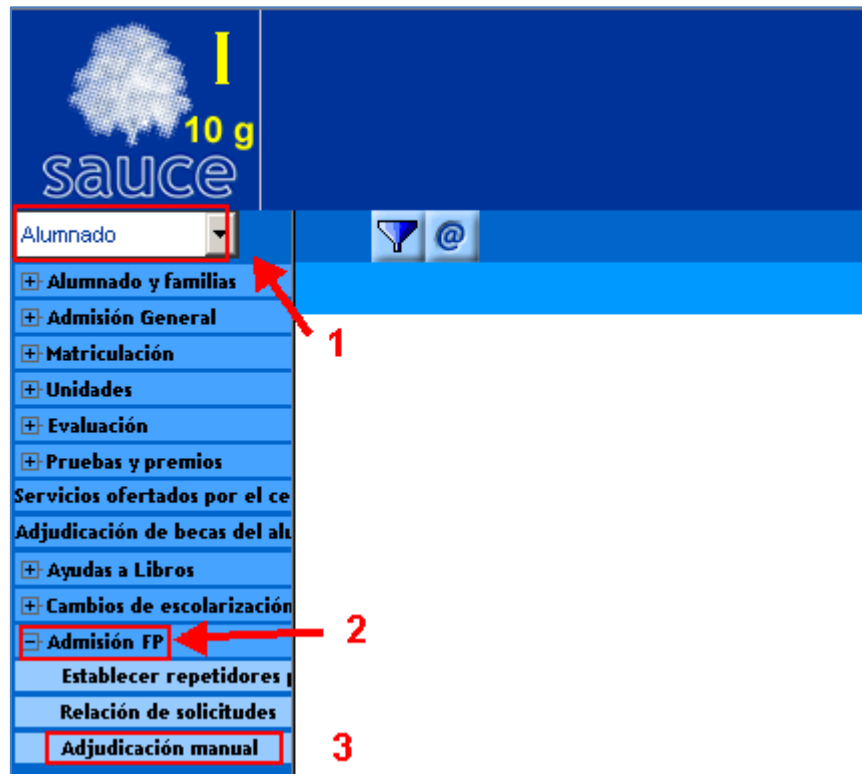 I
10 g
sauce
Alumnado
@
Alumnado y familias
1
Admisión General
Matriculación
Unidades
Evaluación
Pruebas y premios
Servicios ofertados por el ce
Adjudicación de becas del alu
Ayudas a Libros
Cambios de escolarización
Admisión FP
2
Establecer repetidores p
Relación de solicitudes
Adjudicación manual
3